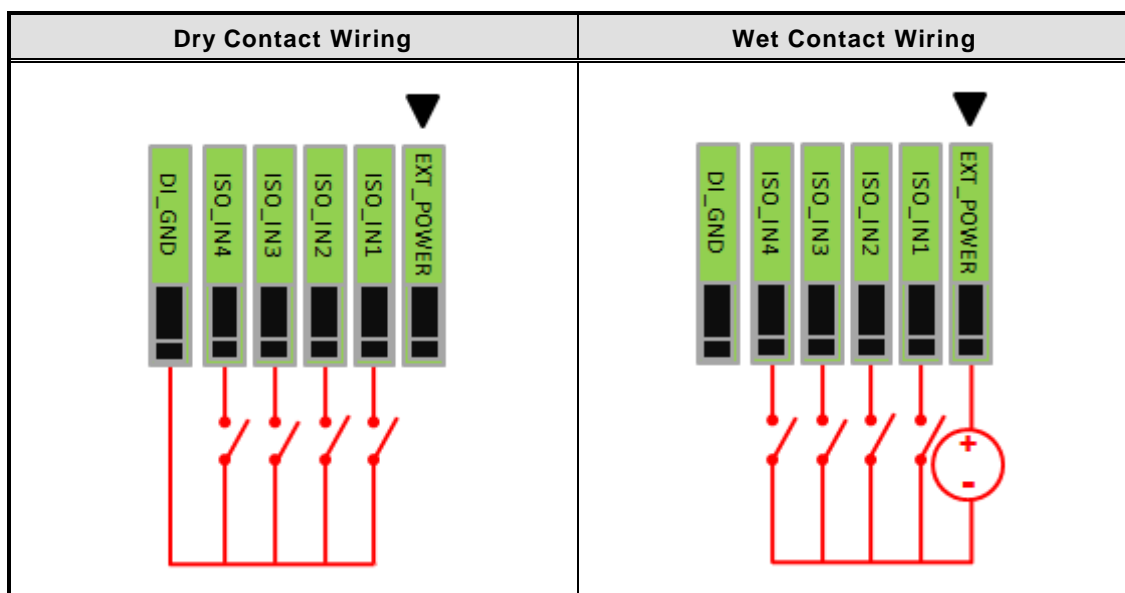 Dry Contact Wiring
Wet Contact Wiring
DI_GND
ISO_IN4
ISO_IN3
ISO_IN2
ISO_IN1
EXT_POWER
DI_GND
ISO_IN4
ISO_IN3
ISO_IN2
ISO_IN1
EXT_POWER
+
-